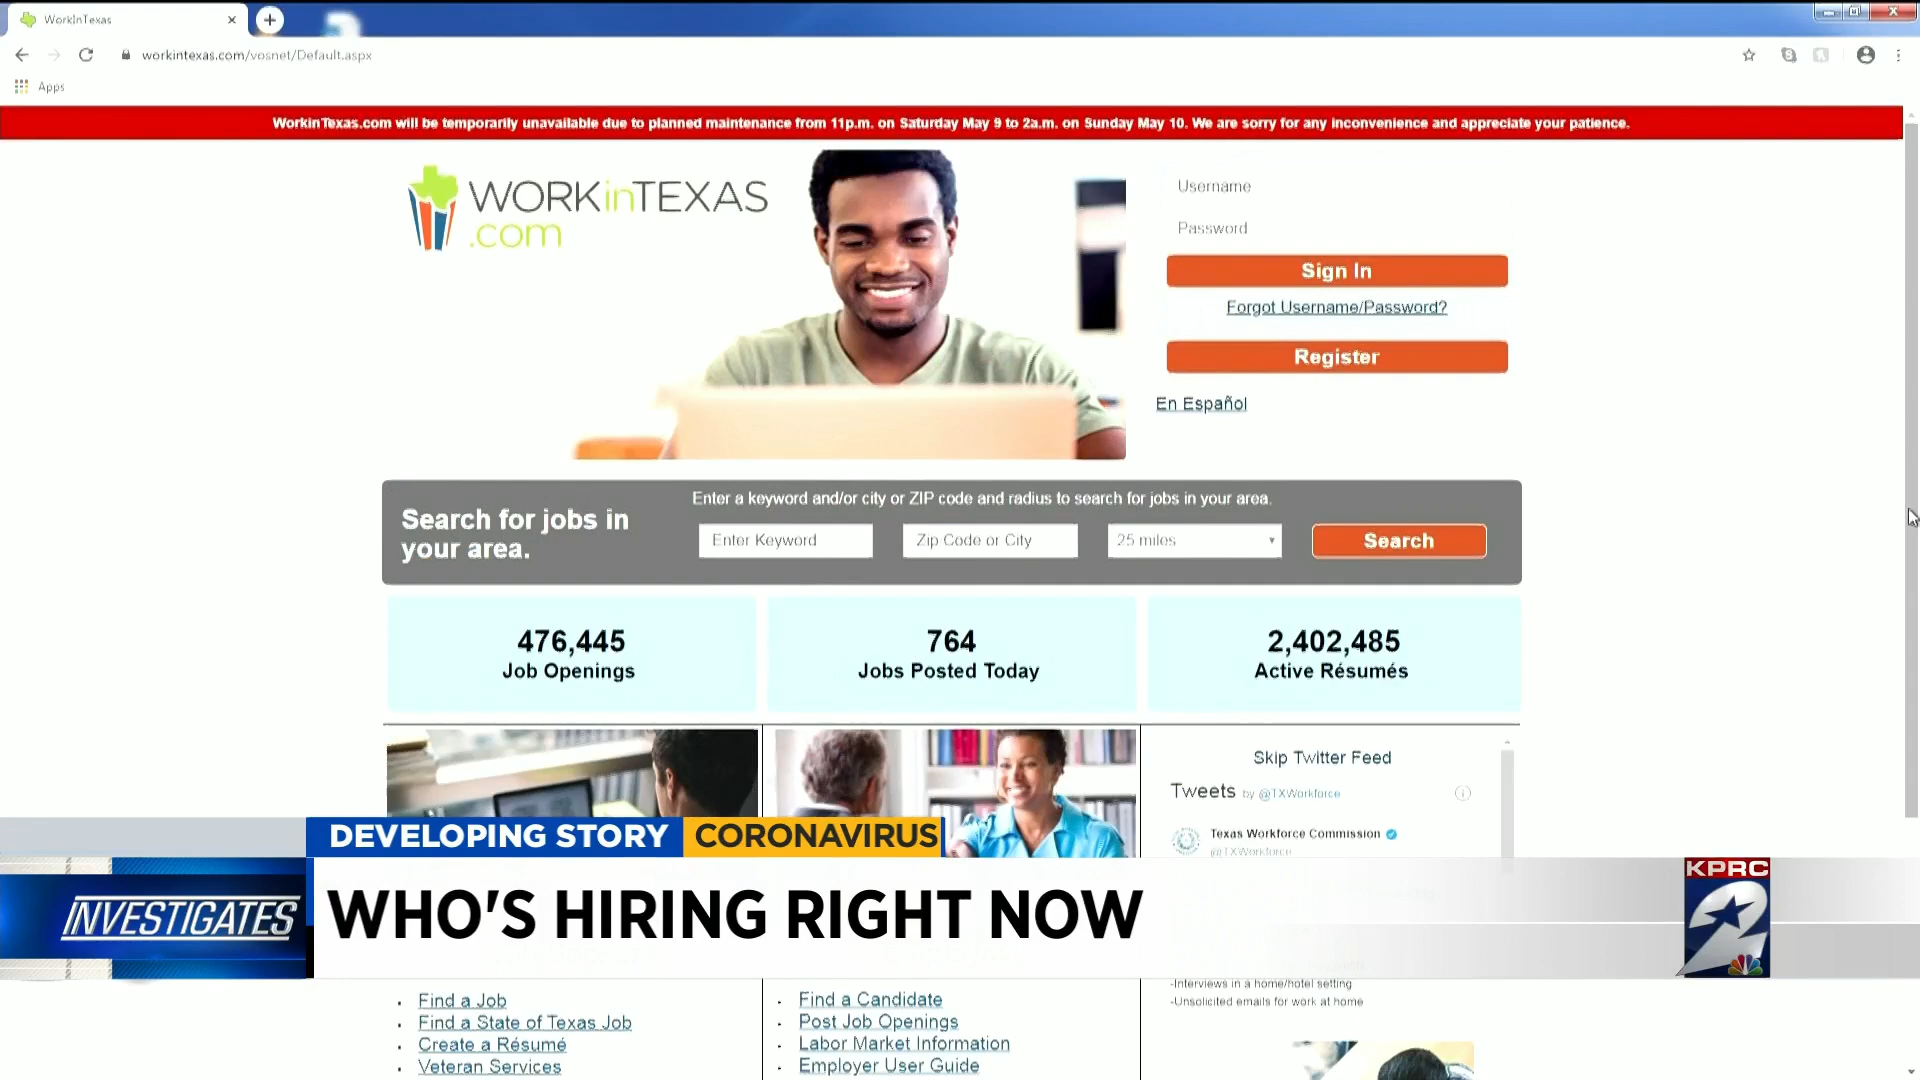 WorkInTexas
workintexas.com/vosnet/Default.aspx
Apps
WorkinTexas.com will be temporarily unavailable due to planned maintenance from 11p.m. on Saturday May 9 to 2a.m. on Sunday May 10. We are sorry for any inconvenience and appreciate your patience.
WORKinTEXAS
.com
Username
Password
Sign In
Forgot Username/Password?
Register
En Español
Search for jobs in
your area.
Enter a keyword and/or city or ZIP code and radius to search for jobs in your area.
Enter Keyword
Zip Code or City
25 miles
Search
476,445
Job Openings
764
Jobs Posted Today
2,402,485
Active Résumés
Skip Twitter Feed
Tweets by @TXWorkforce
Texas Workforce Commission
@TXWorkforce
DEVELOPING STORY CORONAVIRUS
INVESTIGATES
WHO'S HIRING RIGHT NOW
KPRC
2
-Interviews in a home/hotel setting
-Unsolicited emails for work at home
Find a Job
Find a State of Texas Job
Create a Résumé
Veteran Services
Find a Candidate
Post Job Openings
Labor Market Information
Employer User Guide